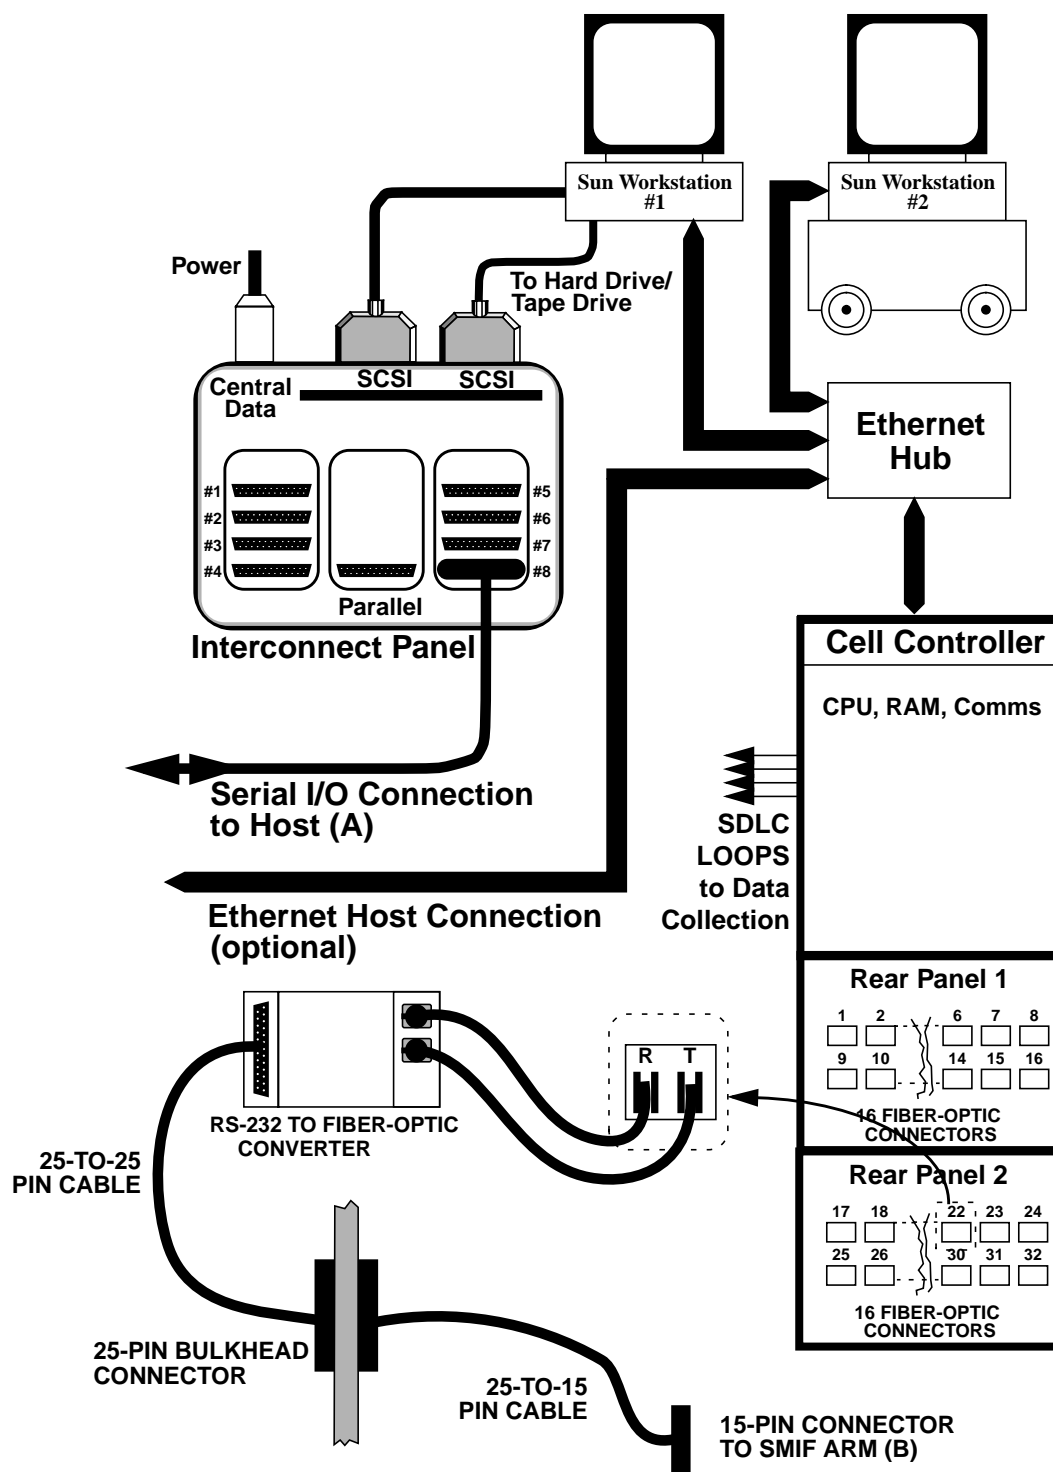 Sun Workstation
#1
Sun Workstation
#2
Power
To Hard Drive/
Tape Drive
SCSI
SCSI
Central
Data
Ethernet
Hub
#1
#2
#3
#4
#5
#6
#7
#8
Parallel
Interconnect Panel
Cell Controller
CPU, RAM, Comms
Serial I/O Connection
to Host (A)
SDLC
LOOPS
to Data
Collection
Ethernet Host Connection
(optional)
Rear Panel 1
1 2 6 7 8
9 10 14 15 16
16 FIBER-OPTIC
CONNECTORS
R T
RS-232 TO FIBER-OPTIC
CONVERTER
25-TO-25
PIN CABLE
Rear Panel 2
17 18 22 23 24
25 26 30 31 32
16 FIBER-OPTIC
CONNECTORS
25-PIN BULKHEAD
CONNECTOR
25-TO-15
PIN CABLE
15-PIN CONNECTOR
TO SMIF ARM (B)